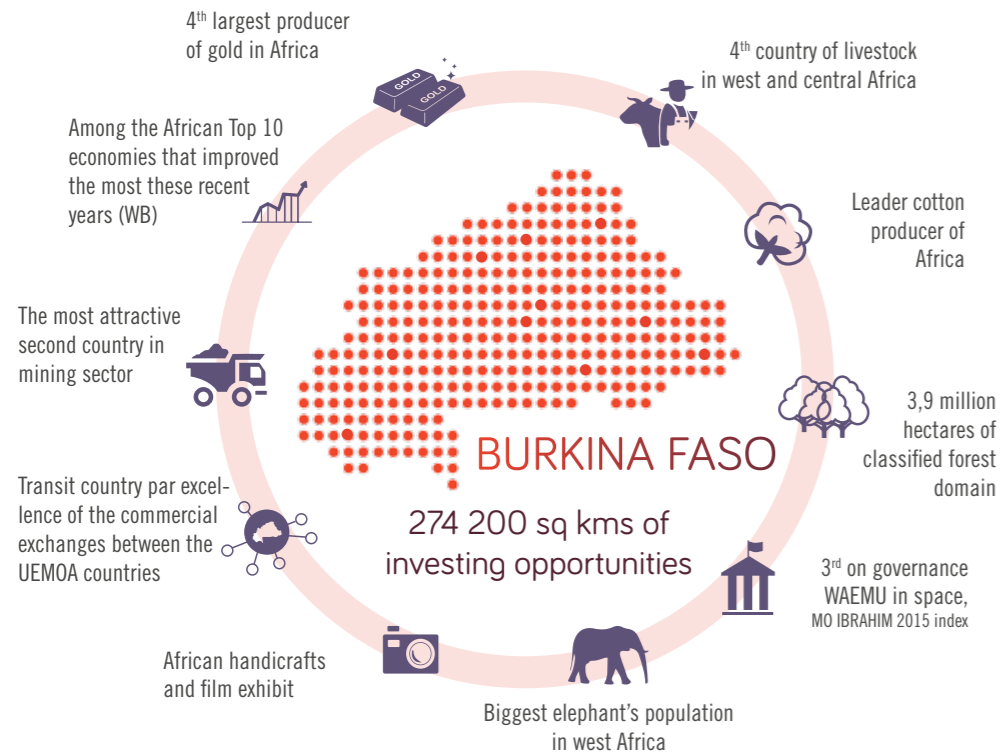 4th largest producer
of gold in Africa
GOLD
GOLD
4th country of livestock
in west and central Africa
Among the African Top 10
economies that improved
the most these recent
years (WB)
Leader cotton
producer of
Africa
The most attractive
second country in
mining sector
3,9 million
hectares of
classified forest
domain
BURKINA FASO
274 200 sq kms of
investing opportunities
Transit country par excel-
lence of the commercial
exchanges between the
UEMOA countries
3rd on governance
WAEMU in space,
MO IBRAHIM 2015 index
African handicrafts
and film exhibit
Biggest elephant's population
in west Africa